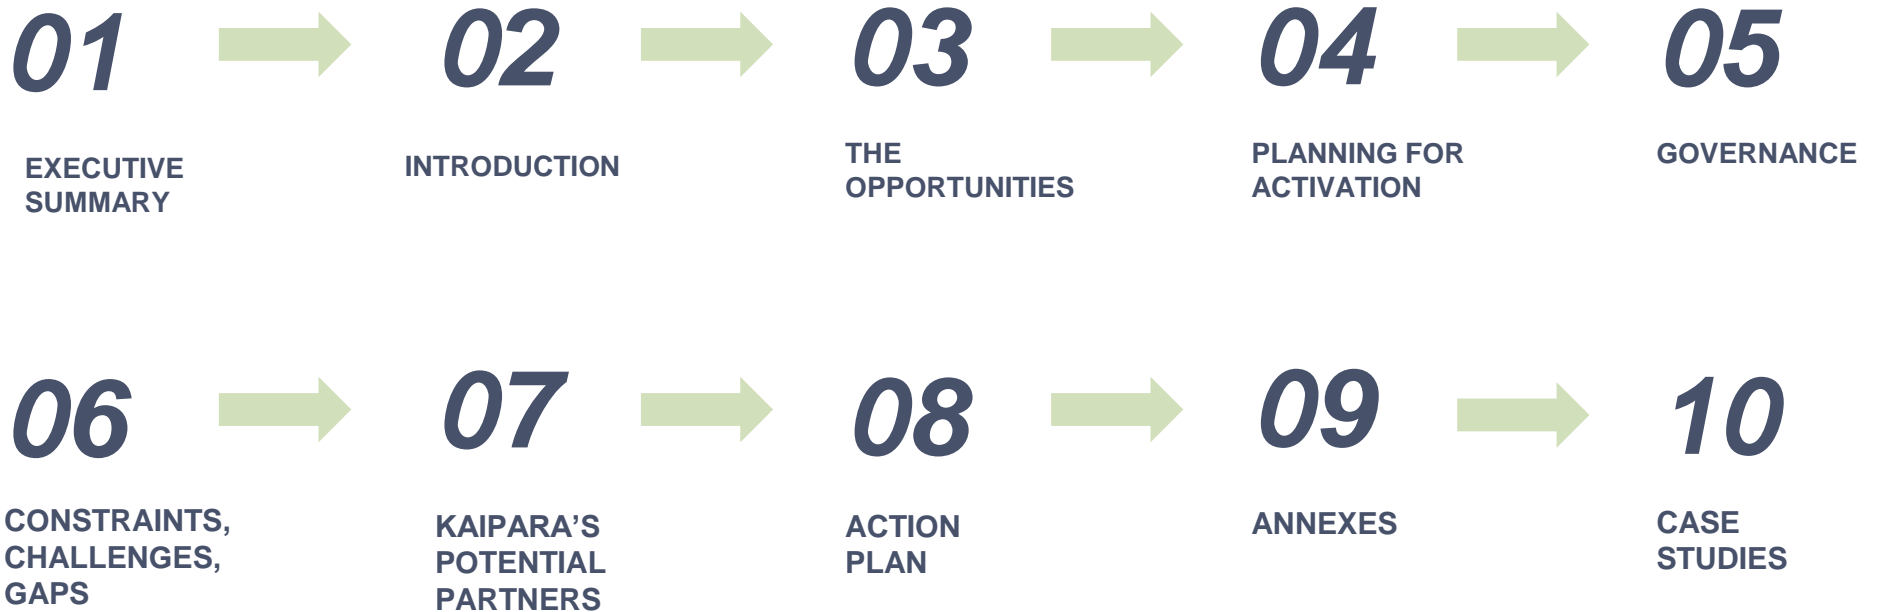 01
EXECUTIVE
SUMMARY
02
INTRODUCTION
03
THE
OPPORTUNITIES
04
PLANNING FOR
ACTIVATION
05
GOVERNANCE
06
CONSTRAINTS,
CHALLENGES,
GAPS
07
KAIPARA’S
POTENTIAL
PARTNERS
08
ACTION
PLAN
09
ANNEXES
10
CASE
STUDIES